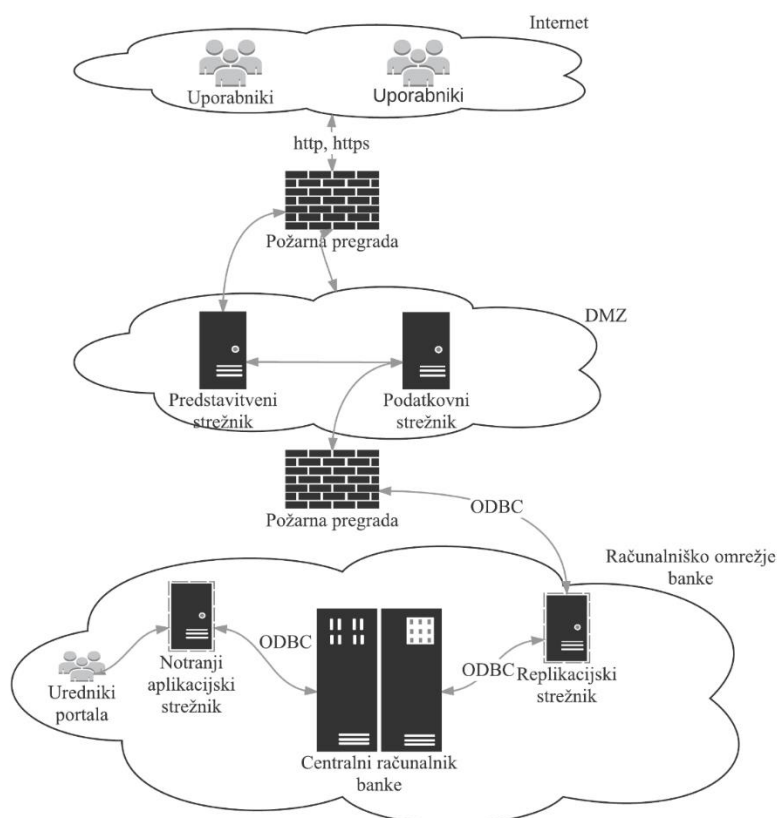 Internet
Uporabniki
Uporabniki
http, https
Požarna pregrada
DMZ
Predstavitveni
strežnik
Podatkovni
strežnik
Požarna pregrada
ODBC
Računalniško omrežje
banke
ODBC
Notranji
aplikacijski
strežnik
ODBC
Replikacijski
strežnik
Uredniki
portala
Centralni računalnik
banke